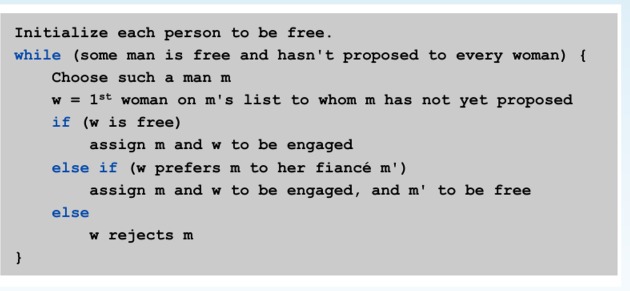 Initialize each person to be free.
while (some man is free and hasn't proposed to every woman) {
    Choose such a man m
    w = 1st woman on m's list to whom m has not yet proposed
    if (w is free)
        assign m and w to be engaged
    else if (w prefers m to her fiancé m')
        assign m and w to be engaged, and m' to be free
    else
        w rejects m
}